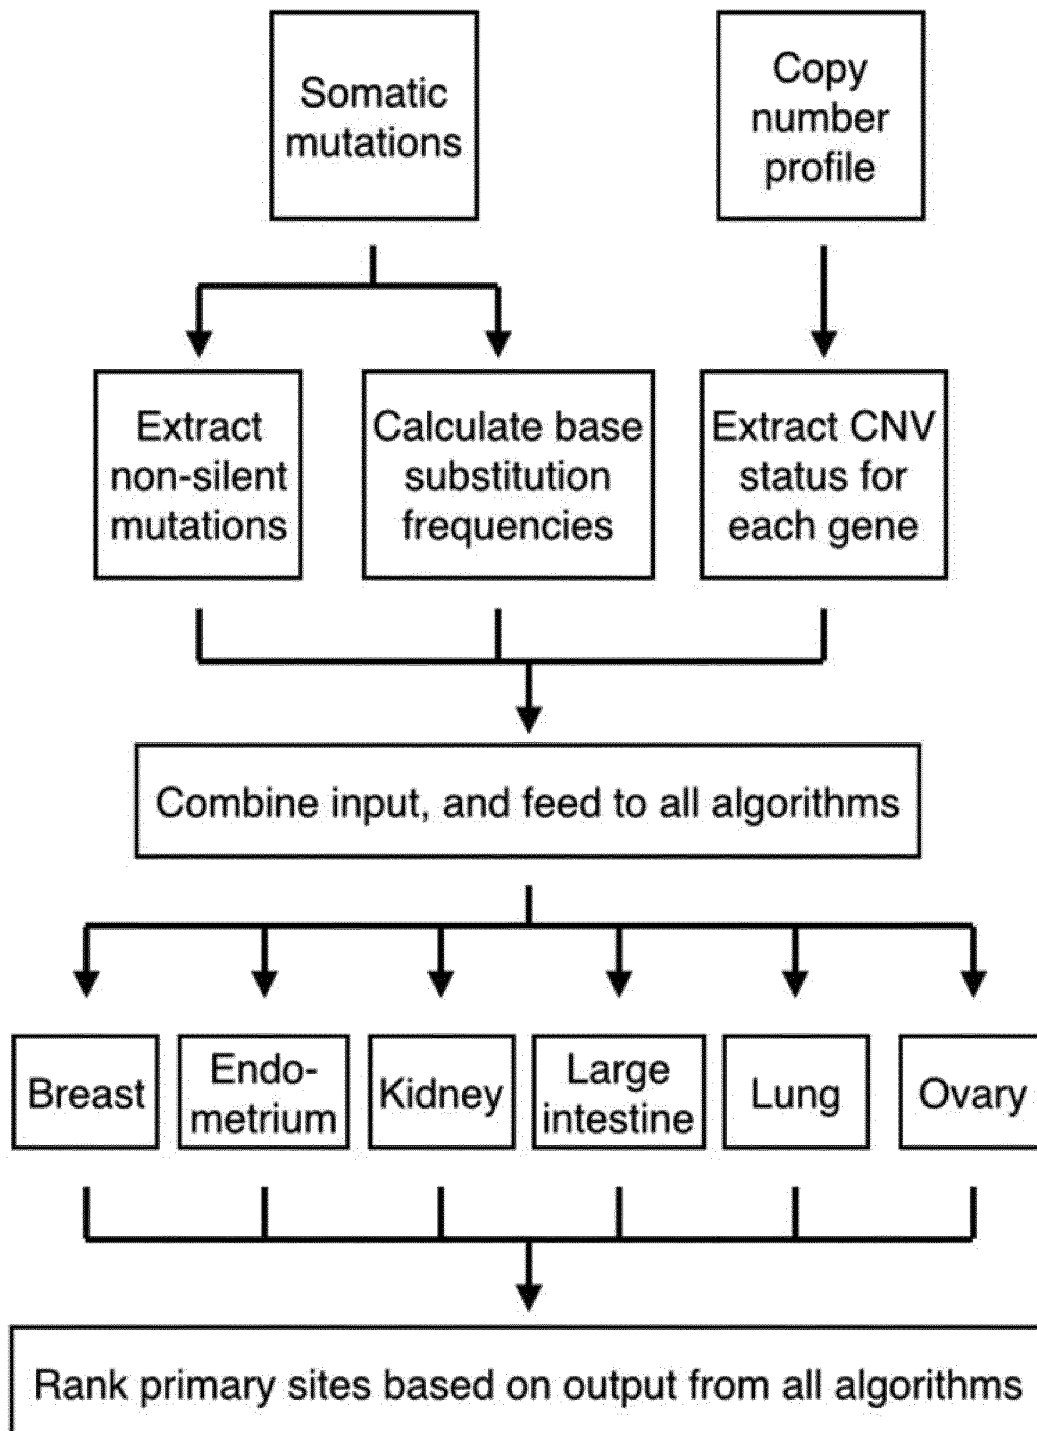 Somatic
mutations
Copy
number
profile
Extract
non-silent
mutations
Calculate base
substitution
frequencies
Extract CNV
status for
each gene
Combine input, and feed to all algorithms
Breast
Endo-
metrium
Kidney
Large
intestine
Lung
Ovary
Rank primary sites based on output from all algorithms